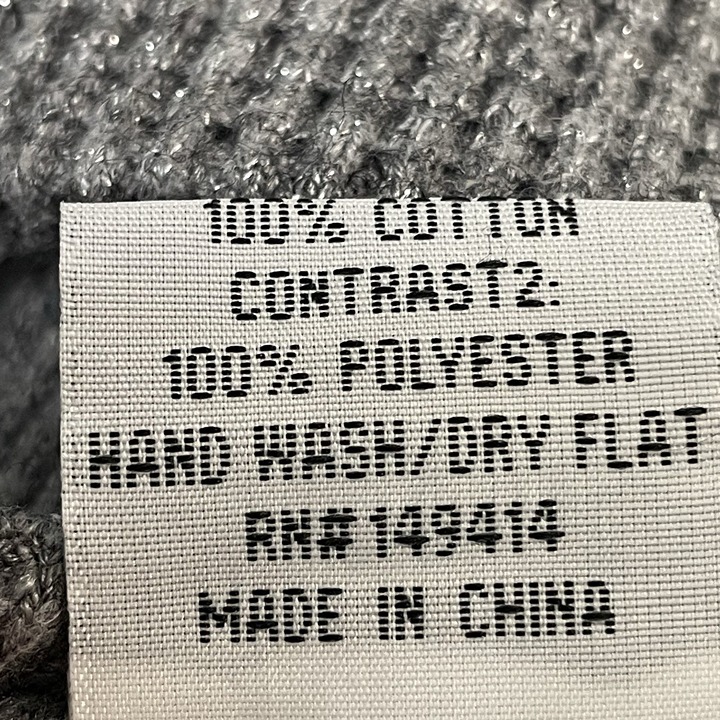 100% COTTON
CONTRAST2:
100% POLYESTER
HAND WASH/DRY FLAT
RN#149414
MADE IN CHINA